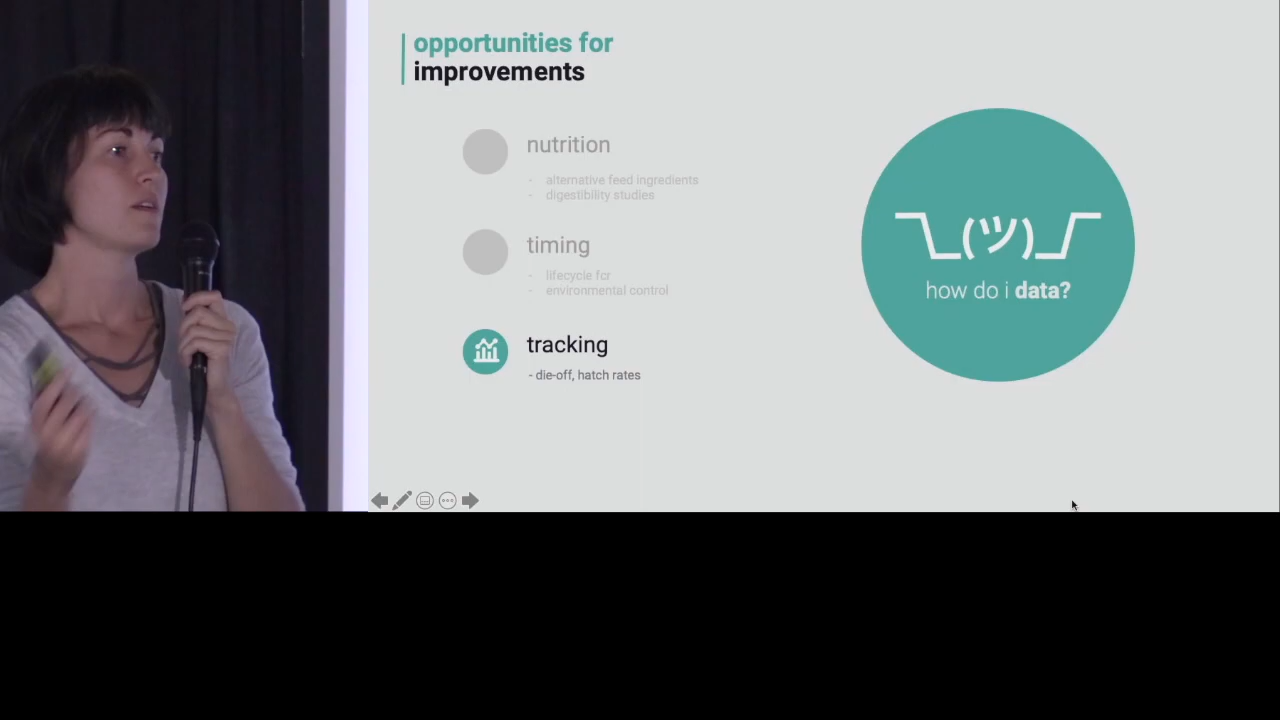 opportunities for
improvements
nutrition
- alternative feed ingredients
- digestibility studies
timing
- lifecycle fcr
- environmental control
tracking
- die-off, hatch rates
¯\_(ツ)_/¯
how do i data?